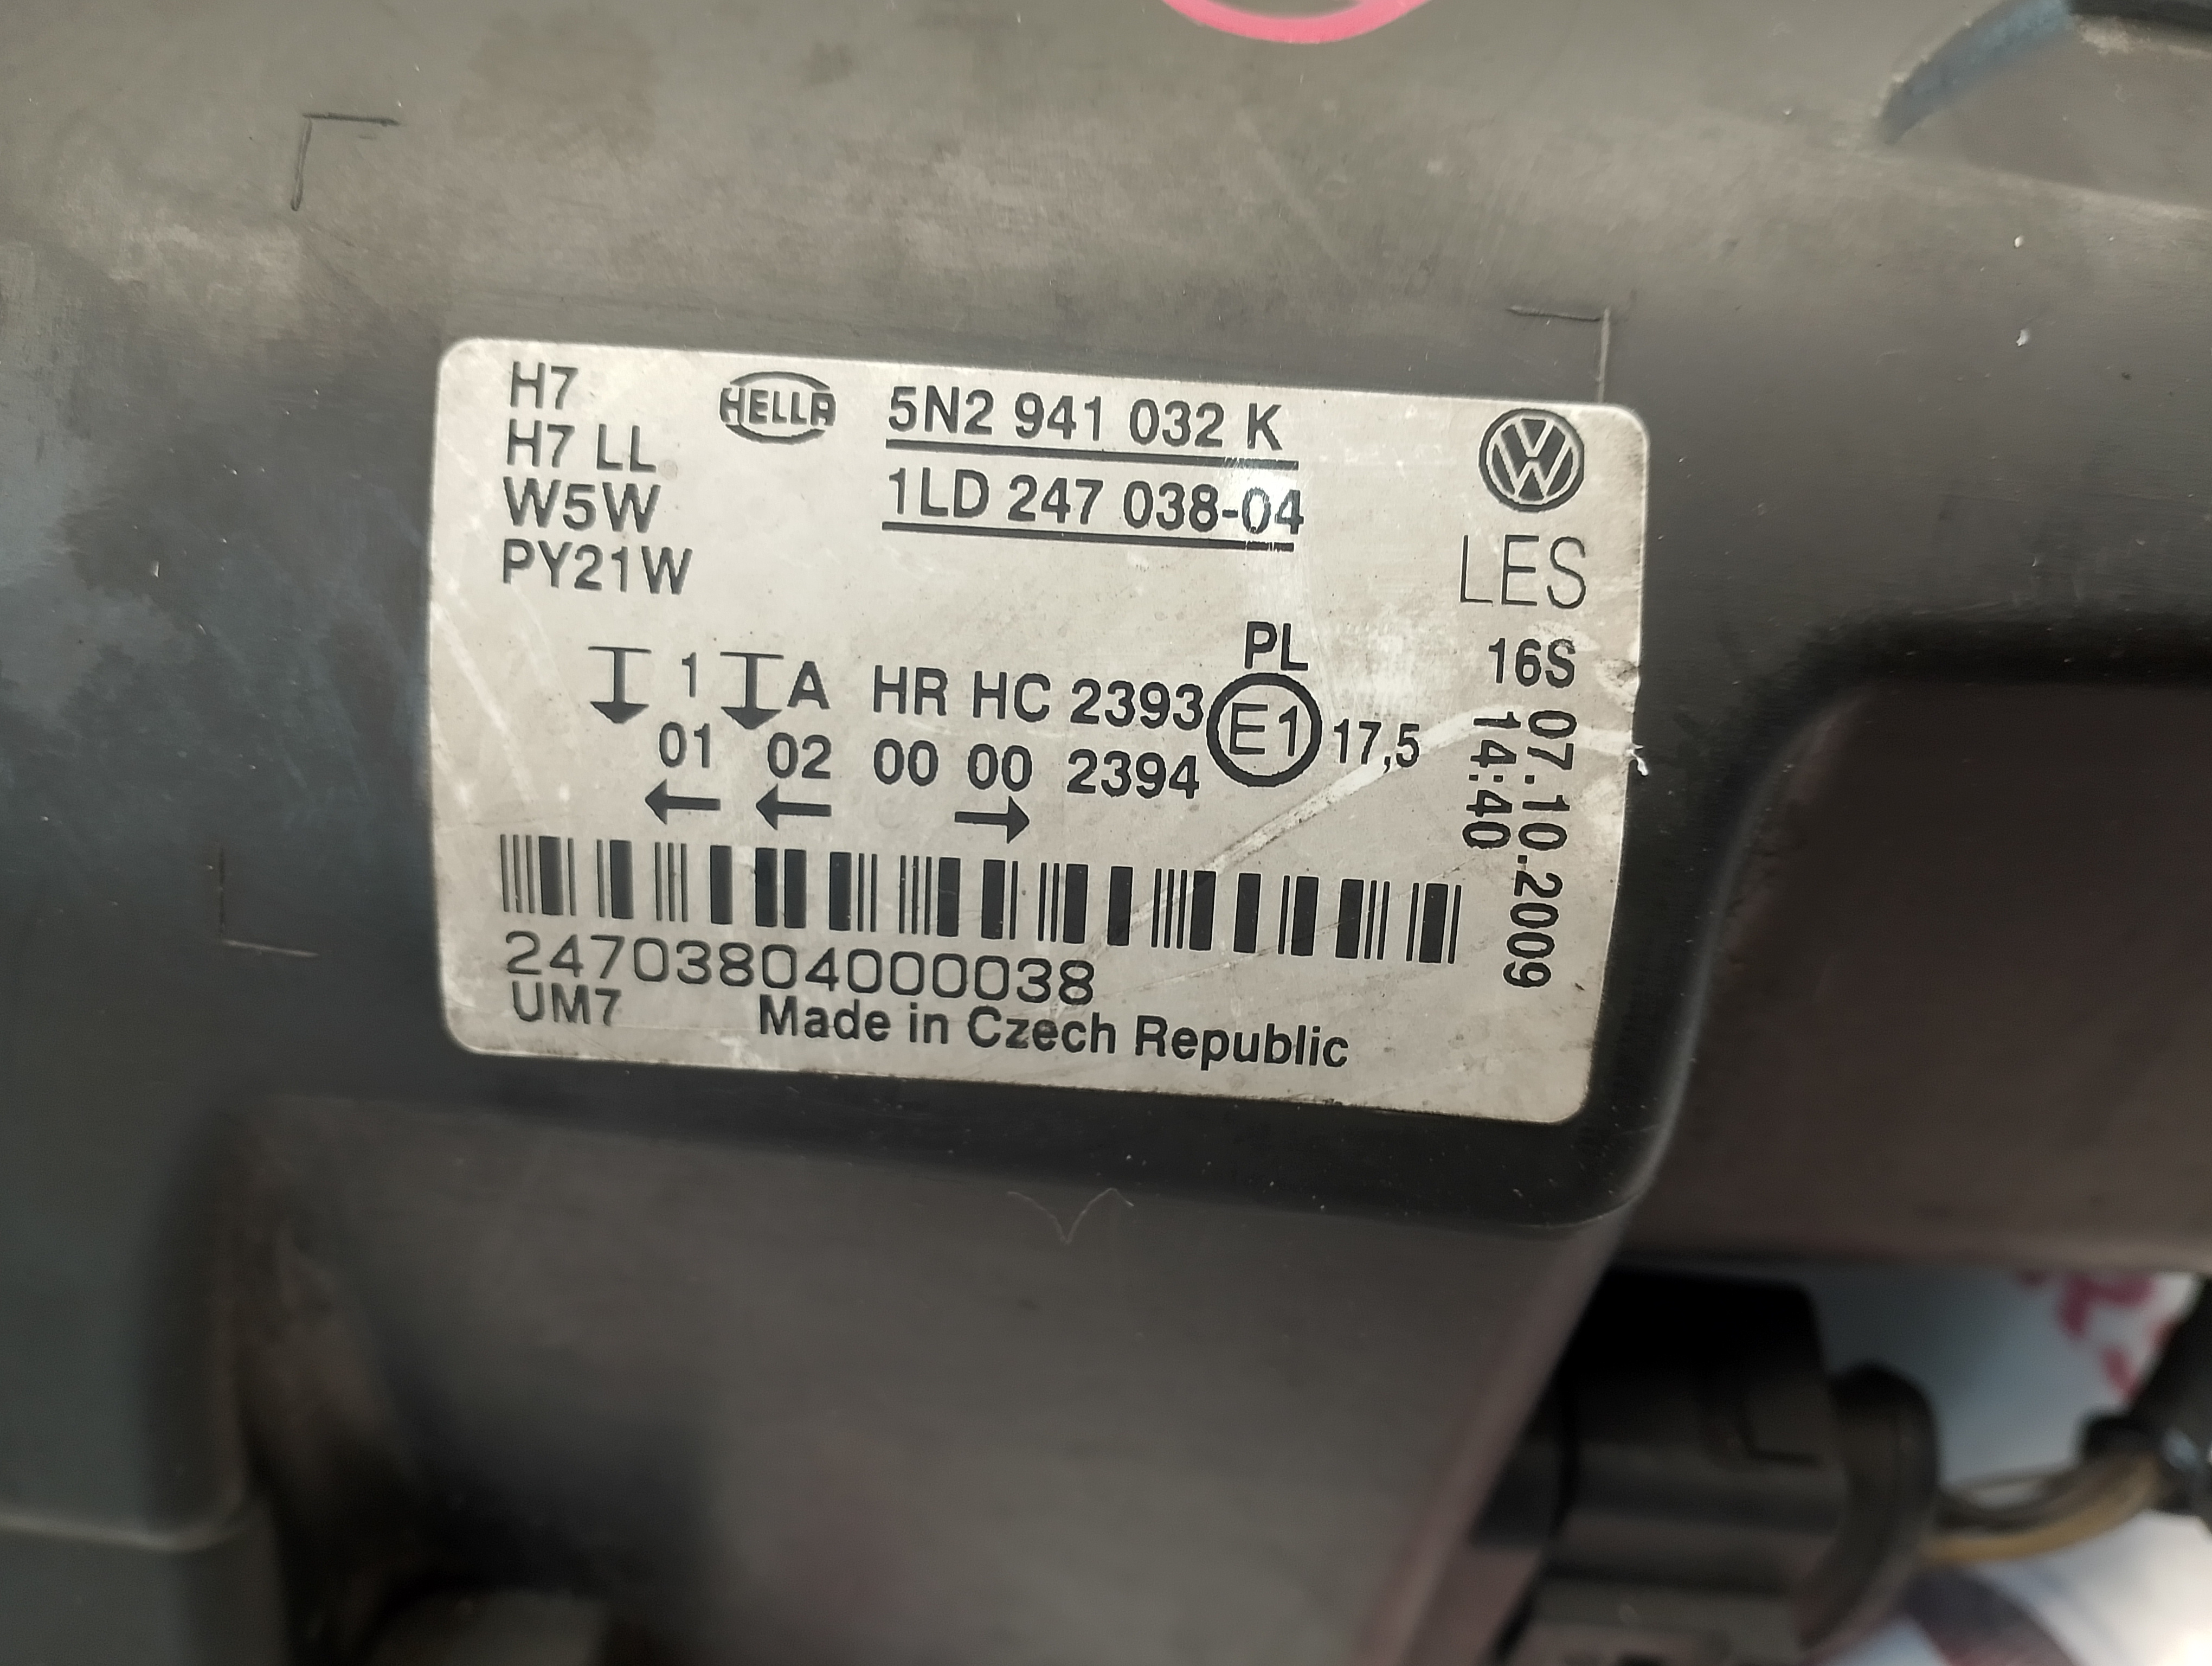 H7
H7 LL
W5W
PY21W
HELLA
5N2 941 032 K
1LD 247 038-04
LES
16S
07.10.2009
14:40
PL
1 A HR HC 2393
01 02 00 00 2394
E1
17,5
← ← →
24703804000038
UM7
Made in Czech Republic